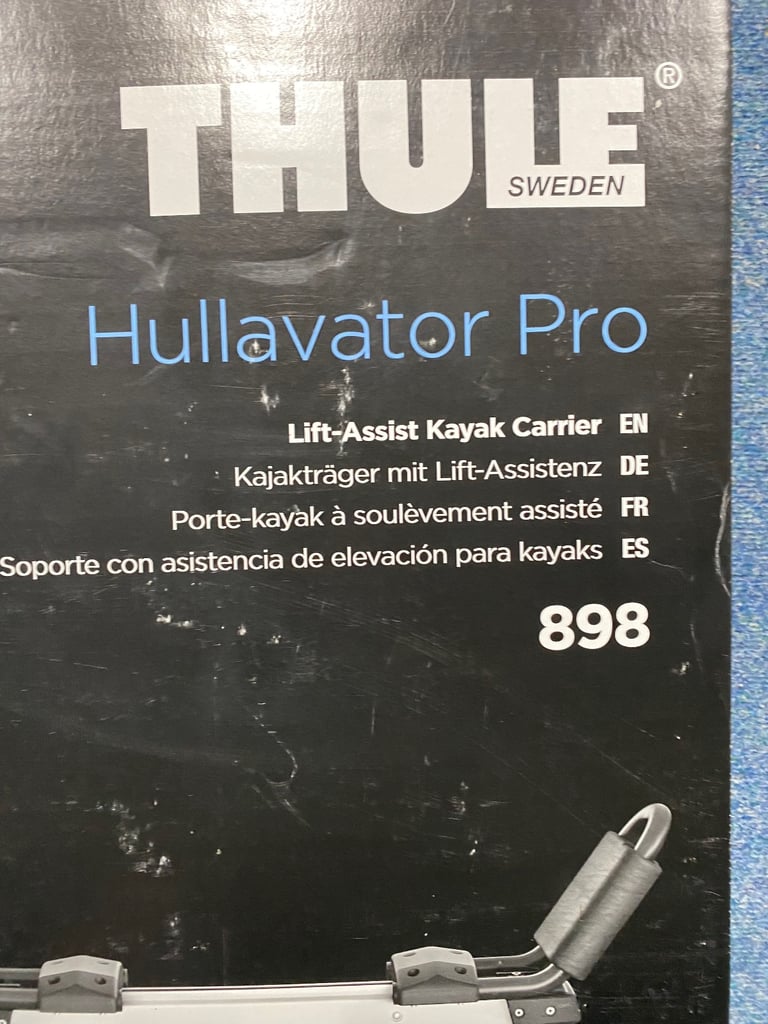 THULE®
SWEDEN
Hullavator Pro
Lift-Assist Kayak Carrier EN
Kajakträger mit Lift-Assistenz DE
Porte-kayak à soulèvement assisté FR
Soporte con asistencia de elevación para kayaks ES
898